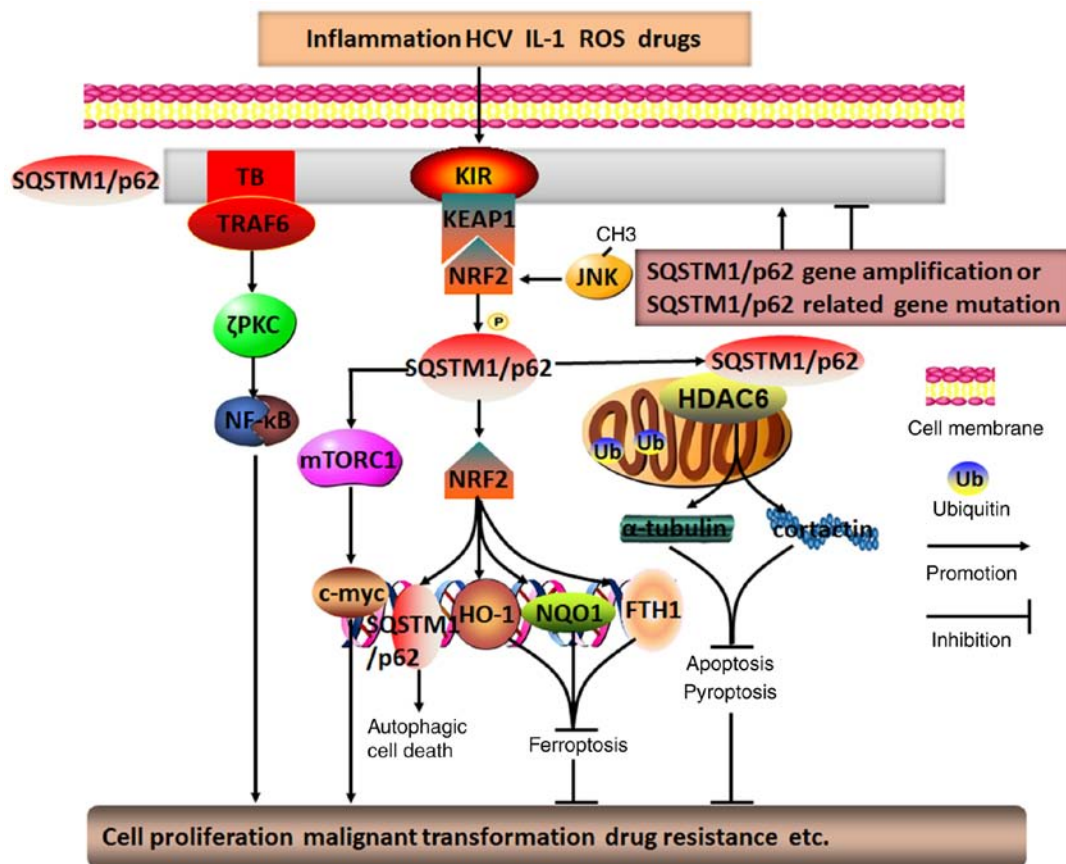 Inflammation HCV IL-1 ROS drugs
SQSTM1/p62
TB
KIR
TRAF6
KEAP1
CH3
NRF2
JNK
SQSTM1/p62 gene amplification or
SQSTM1/p62 related gene mutation
P
ζPKC
SQSTM1/p62
SQSTM1/p62
HDAC6
NF-κB
Ub
Ub
mTORC1
NRF2
α-tubulin
cortactin
Cell membrane
Ub
Ubiquitin
Promotion
Inhibition
c-myc
SQSTM1
/p62
HO-1
NQO1
FTH1
Apoptosis
Pyroptosis
Autophagic
cell death
Ferroptosis
Cell proliferation malignant transformation drug resistance etc.